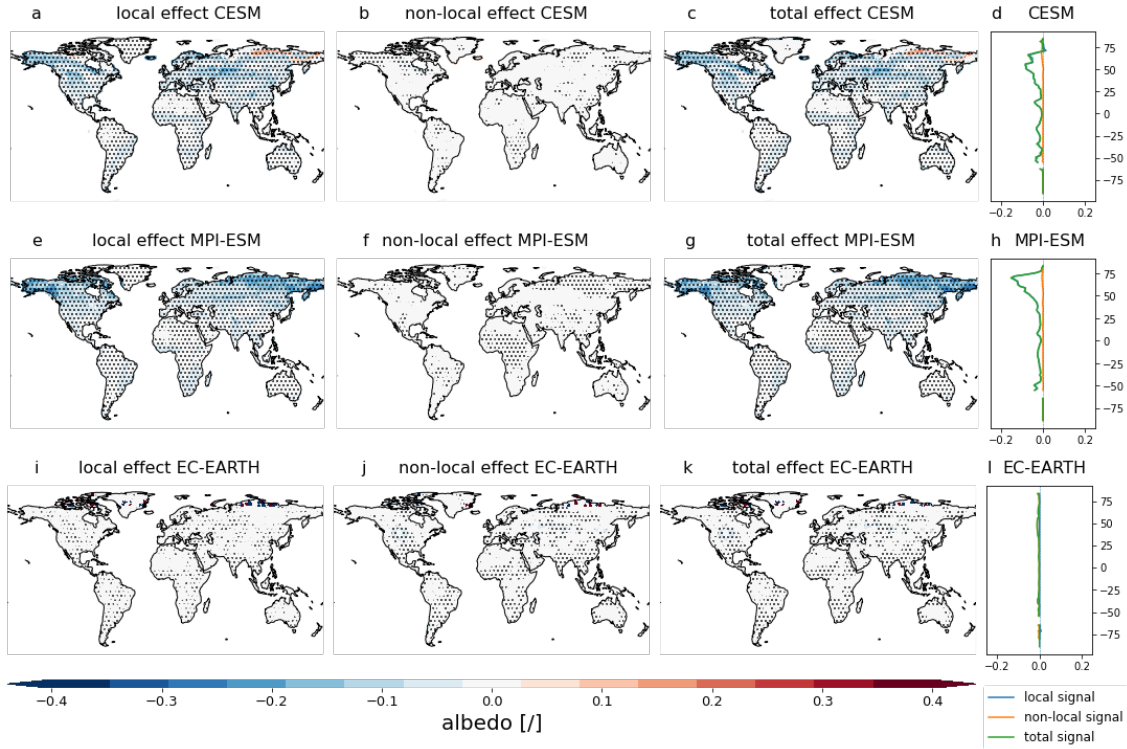 a local effect CESM
b non-local effect CESM
c total effect CESM
d CESM
75
50
25
0
−25
−50
−75
−0.2 0.0 0.2
e local effect MPI-ESM
f non-local effect MPI-ESM
g total effect MPI-ESM
h MPI-ESM
75
50
25
0
−25
−50
−75
−0.2 0.0 0.2
i local effect EC-EARTH
j non-local effect EC-EARTH
k total effect EC-EARTH
l EC-EARTH
75
50
25
0
−25
−50
−75
−0.2 0.0 0.2
−0.4 −0.3 −0.2 −0.1 0.0 0.1 0.2 0.3 0.4
albedo [/]
local signal
non-local signal
total signal